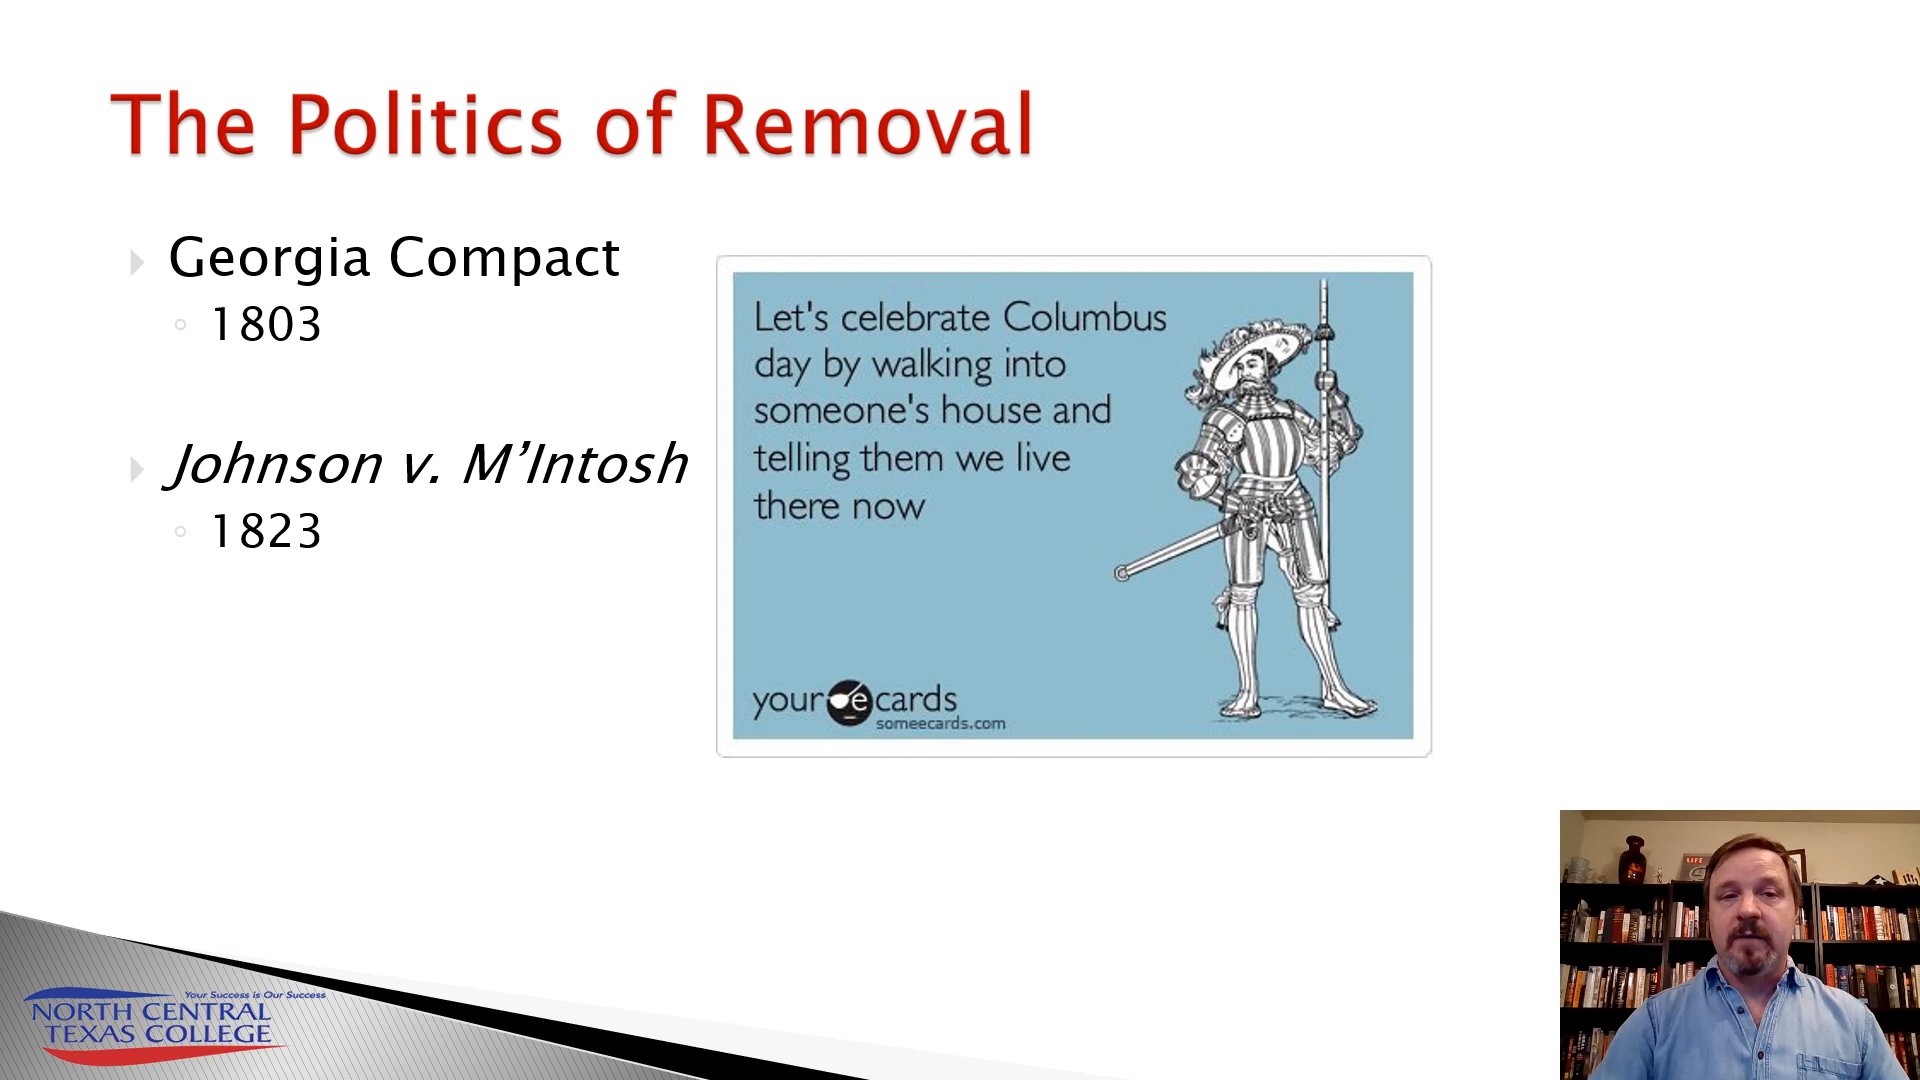 The Politics of Removal
Georgia Compact
1803
Johnson v. M’Intosh
1823
Let's celebrate Columbus
day by walking into
someone's house and
telling them we live
there now
your e cards
someecards.com
Your Success is Our Success
NORTH CENTRAL
TEXAS COLLEGE
LIFE